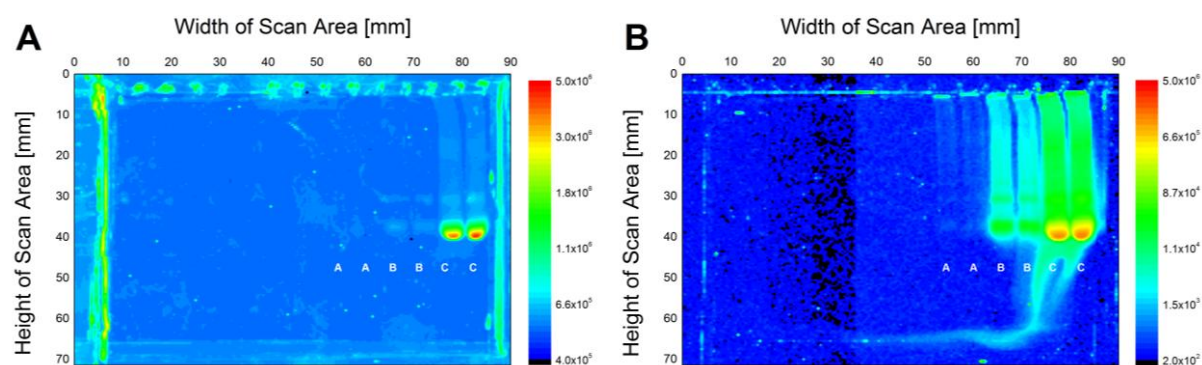 A
Width of Scan Area [mm]
0 10 20 30 40 50 60 70 80 90
Height of Scan Area [mm]
0
10
20
30
40
50
60
70
A A B B C C
5.0x10⁶
3.0x10⁶
1.8x10⁶
1.1x10⁶
6.6x10⁵
4.0x10⁵
B
Width of Scan Area [mm]
0 10 20 30 40 50 60 70 80 90
Height of Scan Area [mm]
0
10
20
30
40
50
60
70
A A B B C C
5.0x10⁶
6.6x10⁵
8.7x10⁴
1.1x10⁴
1.5x10³
2.0x10²